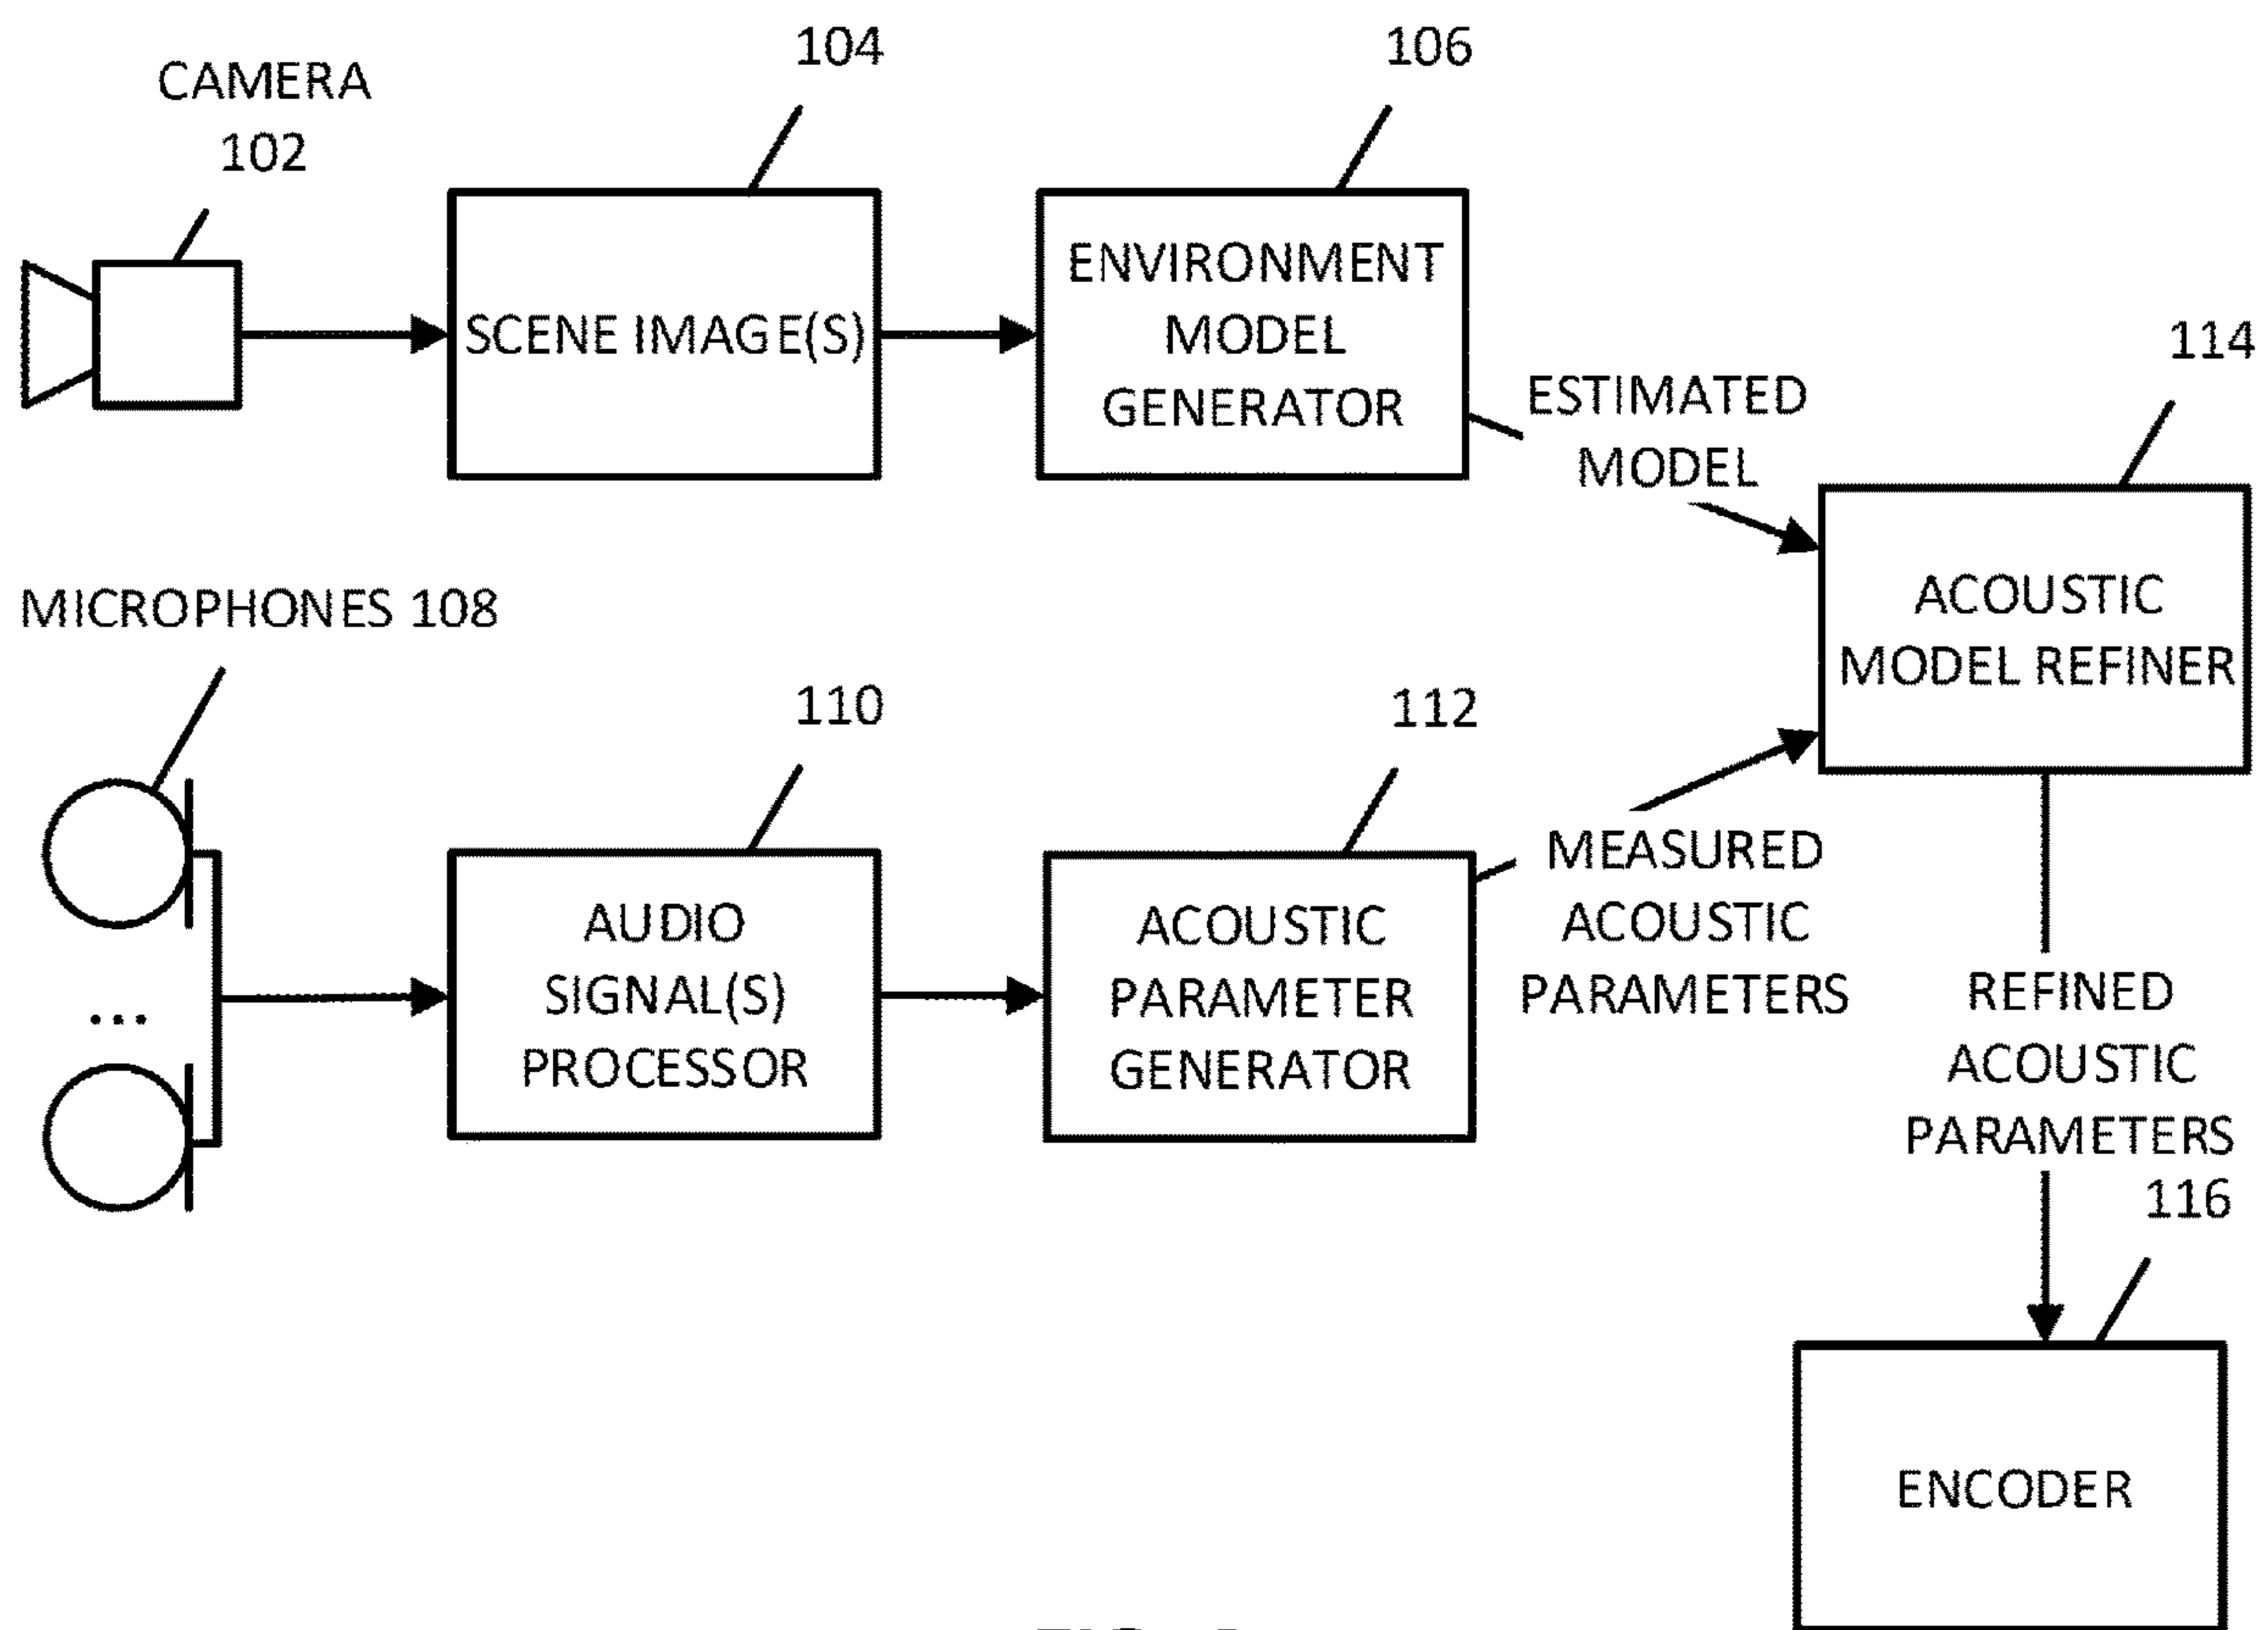 104
106
CAMERA
102
SCENE IMAGE(S)
ENVIRONMENT
MODEL
GENERATOR
ESTIMATED
MODEL
114
ACOUSTIC
MODEL REFINER
MICROPHONES 108
110
112
...
AUDIO
SIGNAL(S)
PROCESSOR
ACOUSTIC
PARAMETER
GENERATOR
MEASURED
ACOUSTIC
PARAMETERS
REFINED
ACOUSTIC
PARAMETERS
116
ENCODER